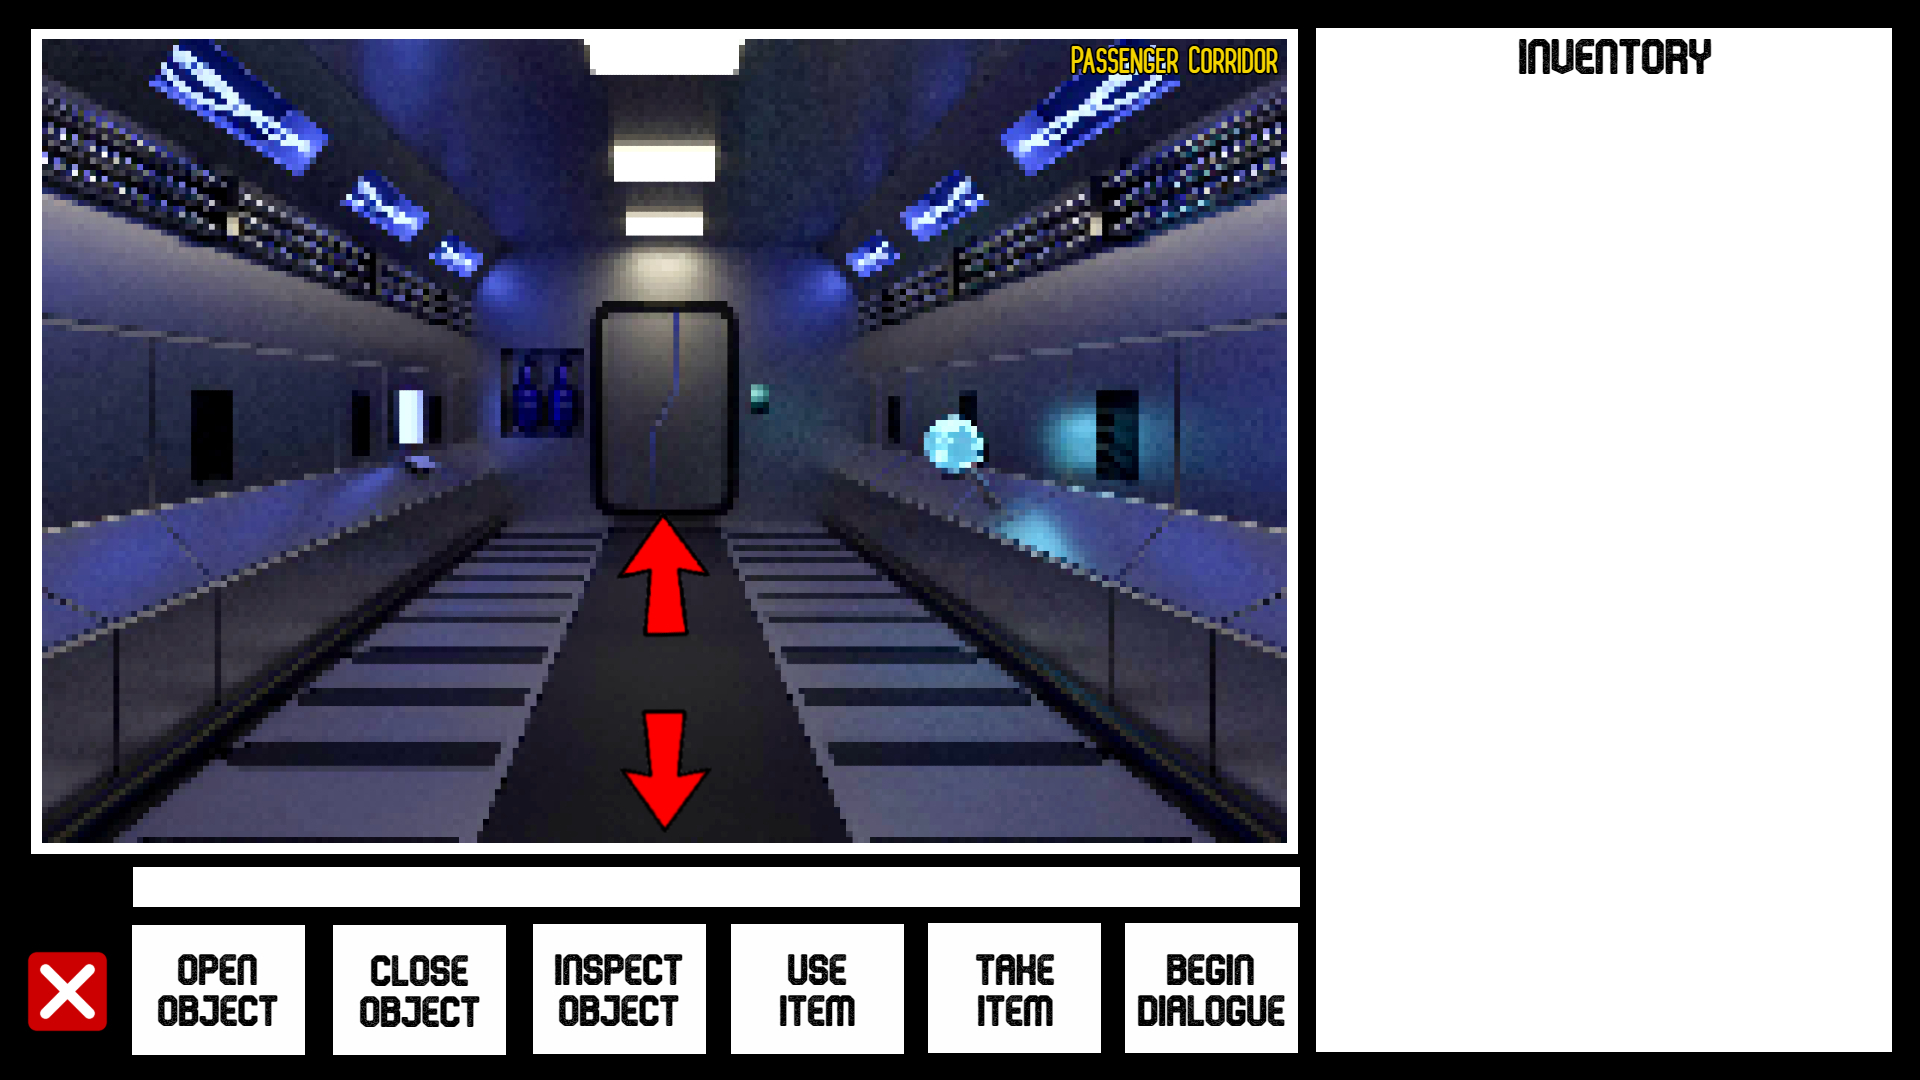 PASSENGER CORRIDOR
INVENTORY
OPEN
OBJECT
CLOSE
OBJECT
INSPECT
OBJECT
USE
ITEM
TAKE
ITEM
BEGIN
DIALOGUE